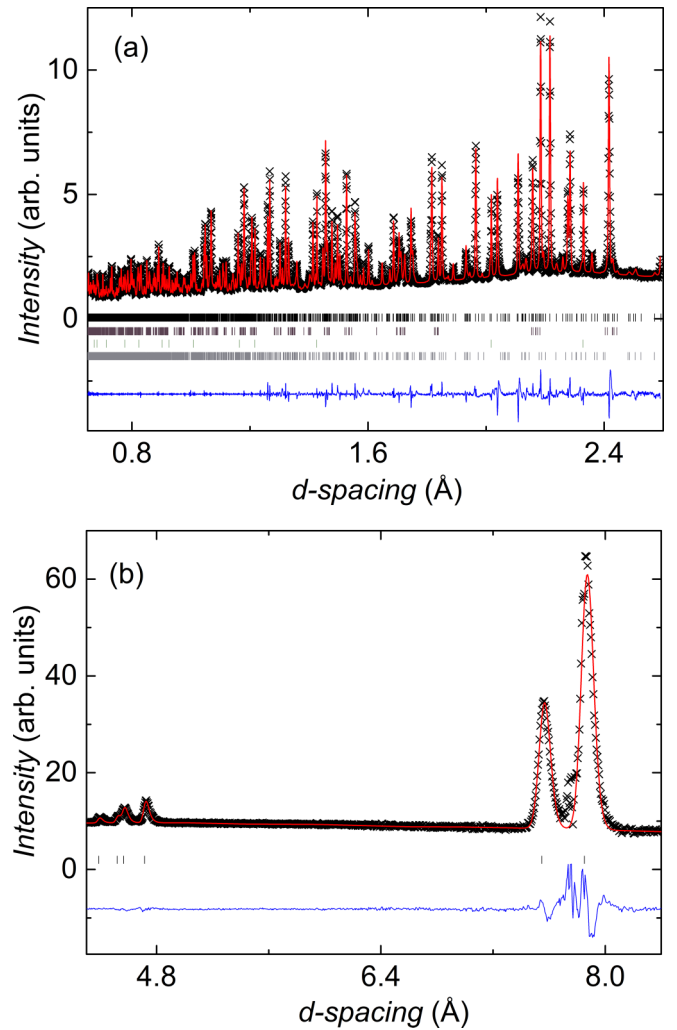 (a)
Intensity (arb. units)
10
5
0
0.8 1.6 2.4
d-spacing (Å)
(b)
Intensity (arb. units)
60
40
20
0
4.8 6.4 8.0
d-spacing (Å)